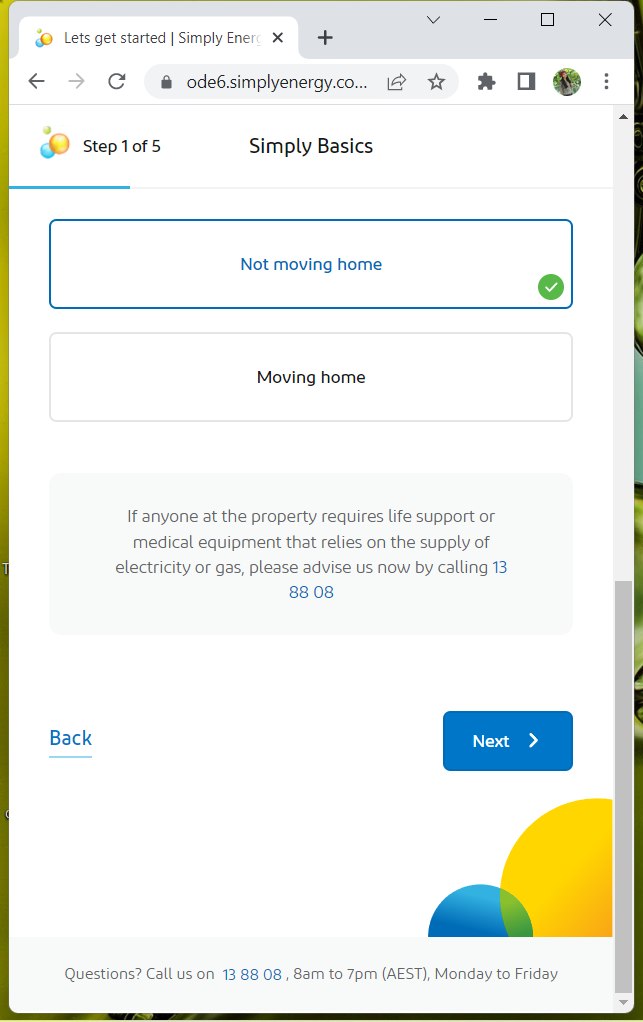 Lets get started | Simply Energ
ode6.simplyenergy.co...
Step 1 of 5
Simply Basics
Not moving home
Moving home
If anyone at the property requires life support or
medical equipment that relies on the supply of
electricity or gas, please advise us now by calling 13
88 08
Back
Next
Questions? Call us on 13 88 08 , 8am to 7pm (AEST), Monday to Friday